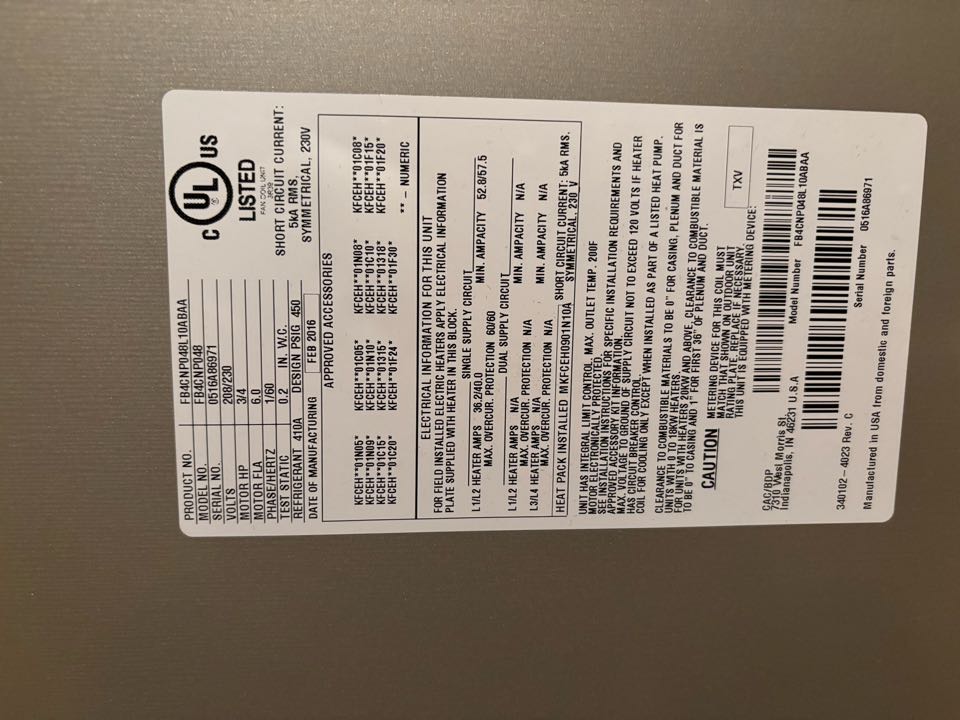 C UL US
®
LISTED
FAN COIL UNIT
SHORT CIRCUIT CURRENT:
5kA RMS,
SYMMETRICAL, 230V
PRODUCT NO. FB4CNP048L10ABAA
MODEL NO. FB4CNP048
SERIAL NO. 0516A86971
VOLTS 208/230
MOTOR HP 3/4
MOTOR FLA 6.0
PHASE/HERTZ 1/60
TEST STATIC 0.2 IN. W.C.
REFRIGERANT 410A DESIGN PSIG 450
DATE OF MANUFACTURING FEB 2016
APPROVED ACCESSORIES
KFCEH**01N05* KFCEH**01C05* KFCEH**01N08* KFCEH**01C08*
KFCEH**01N09* KFCEH**01N10* KFCEH**01C10* KFCEH**01F15*
KFCEH**01C15* KFCEH**01315* KFCEH**01318* KFCEH**01F20*
KFCEH**01C20* KFCEH**01F24* KFCEH**01F30*
** – NUMERIC
ELECTRICAL INFORMATION FOR THIS UNIT
FOR FIELD INSTALLED ELECTRIC HEATERS APPLY ELECTRICAL INFORMATION
PLATE SUPPLIED WITH HEATER IN THIS BLOCK.
SINGLE SUPPLY CIRCUIT
L1/L2 HEATER AMPS 36.2/40.0 MIN. AMPACITY 52.8/57.5
MAX. OVERCUR. PROTECTION 60/60
DUAL SUPPLY CIRCUIT
L1/L2 HEATER AMPS N/A MIN. AMPACITY N/A
MAX. OVERCUR. PROTECTION N/A
L3/L4 HEATER AMPS N/A MIN. AMPACITY N/A
MAX. OVERCUR. PROTECTION N/A
HEAT PACK INSTALLED MKFCEH0901N10A SHORT CIRCUIT CURRENT: 5kA RMS.
SYMMETRICAL, 230 V
UNIT HAS INTEGRAL LIMIT CONTROL. MAX. OUTLET TEMP. 200F
MOTOR ELECTRONICALLY PROTECTED.
SEE INSTALLATION INSTRUCTIONS FOR SPECIFIC INSTALLATION REQUIREMENTS AND
APPROVED ACCESSORY KIT INFORMATION.
MAX. VOLTAGE TO GROUND OF SUPPLY CIRCUIT NOT TO EXCEED 120 VOLTS IF HEATER
HAS CIRCUIT BREAKER CONTROL.
COIL FOR COOLING ONLY EXCEPT WHEN INSTALLED AS PART OF A LISTED HEAT PUMP.
CLEARANCE TO COMBUSTIBLE MATERIALS TO BE 0" FOR CASING, PLENUM AND DUCT FOR
UNITS WITH 0 TO 18KW HEATERS.
FOR UNITS WITH HEATERS 20KW AND ABOVE, CLEARANCE TO COMBUSTIBLE MATERIAL IS
TO BE 0" TO CASING AND 1" FOR FIRST 36" OF PLENUM AND DUCT.
CAUTION
METERING DEVICE FOR THIS COIL MUST
MATCH THAT SHOWN ON OUTDOOR UNIT
RATING PLATE. REPLACE IF NECESSARY.
THIS UNIT IS EQUIPPED WITH METERING DEVICE:
TXV
CAC/BDP
7310 West Morris St.
Indianapolis, IN 46231 U.S.A
Model Number FB4CNP048L10ABAA
340102-4023 Rev. C
Serial Number 0516A86971
Manufactured in USA from domestic and foreign parts.